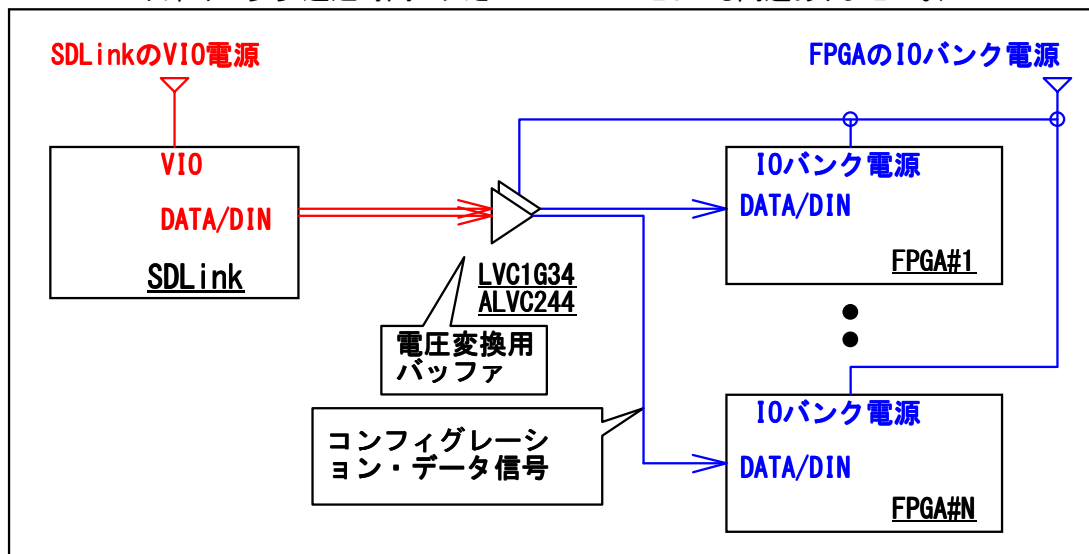 SDLinkのVIO電源
FPGAのIOバンク電源
VIO
DATA/DIN
SDLink
LVC1G34
ALVC244
電圧変換用
バッファ
コンフィグレーシ
ョン・データ信号
IOバンク電源
DATA/DIN
FPGA#1
IOバンク電源
DATA/DIN
FPGA#N